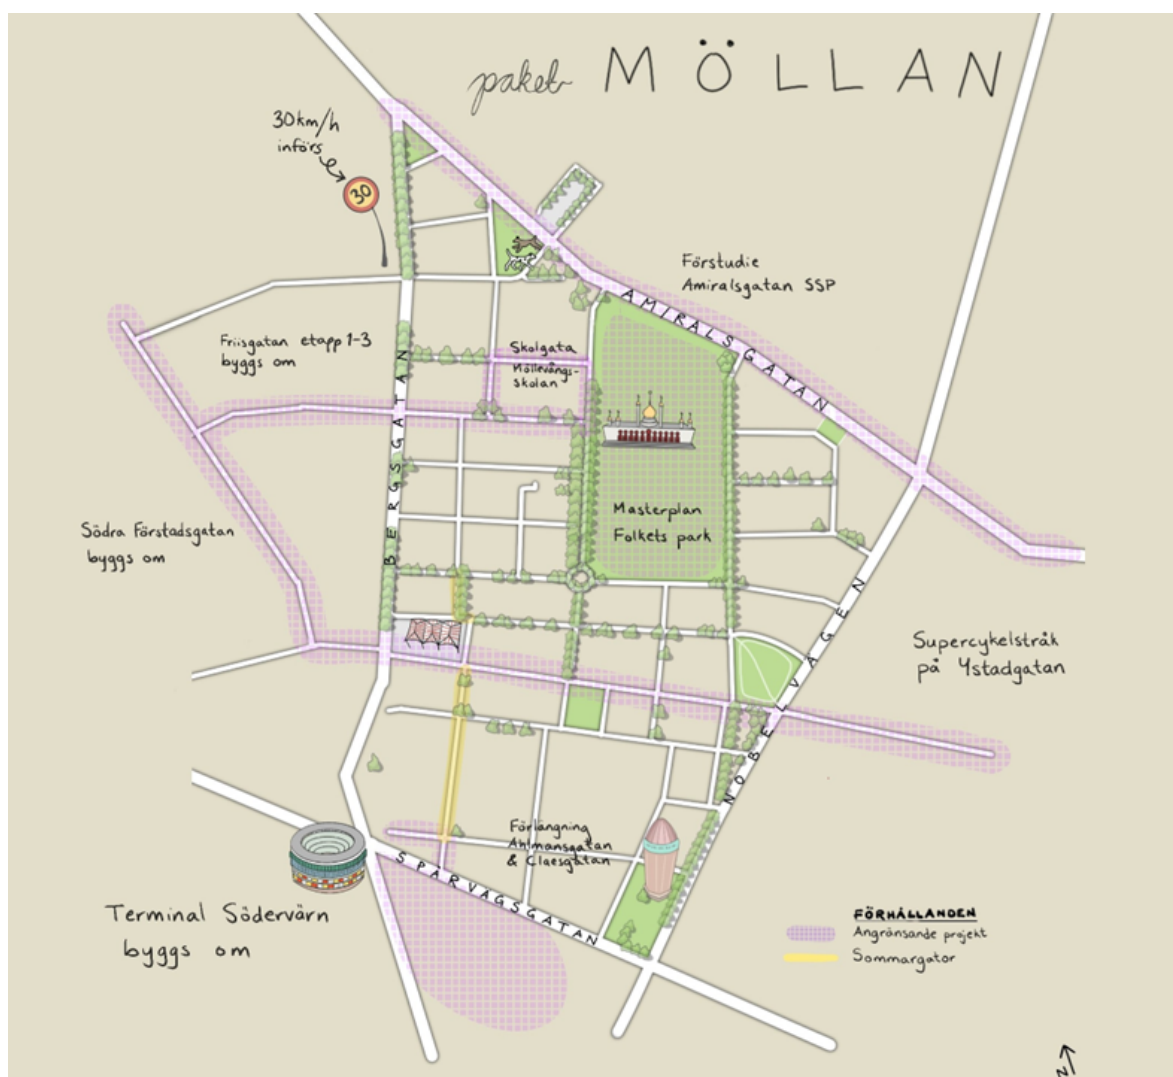 paket MÖLLAN
30km/h
införs
30
Förstudie
Amiralsgatan SSP
AMIRALSGATAN
Friisgatan etapp 1-3
byggs om
Skolgata
Möllevångs-
skolan
BERGSGATAN
Masterplan
Folkets park
Södra Förstadsgatan
byggs om
Supercykelstråk
på Ystadgatan
NOBELVÄGEN
Förlängning
Ahlmansgatan
& Claesgatan
SPÅRVÄGSGATAN
Terminal Södervärn
byggs om
FÖRHÅLLANDEN
Angränsande projekt
Sommargator
N